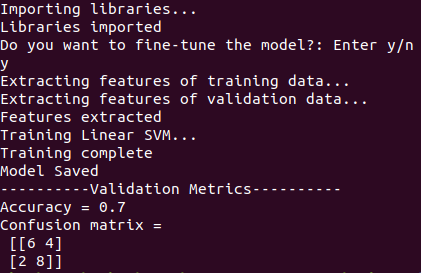 Importing libraries...
Libraries imported
Do you want to fine-tune the model?: Enter y/n
y
Extracting features of training data...
Extracting features of validation data...
Features extracted
Training Linear SVM...
Training complete
Model Saved
----------Validation Metrics----------
Accuracy = 0.7
Confusion matrix =
[[6 4]
[2 8]]